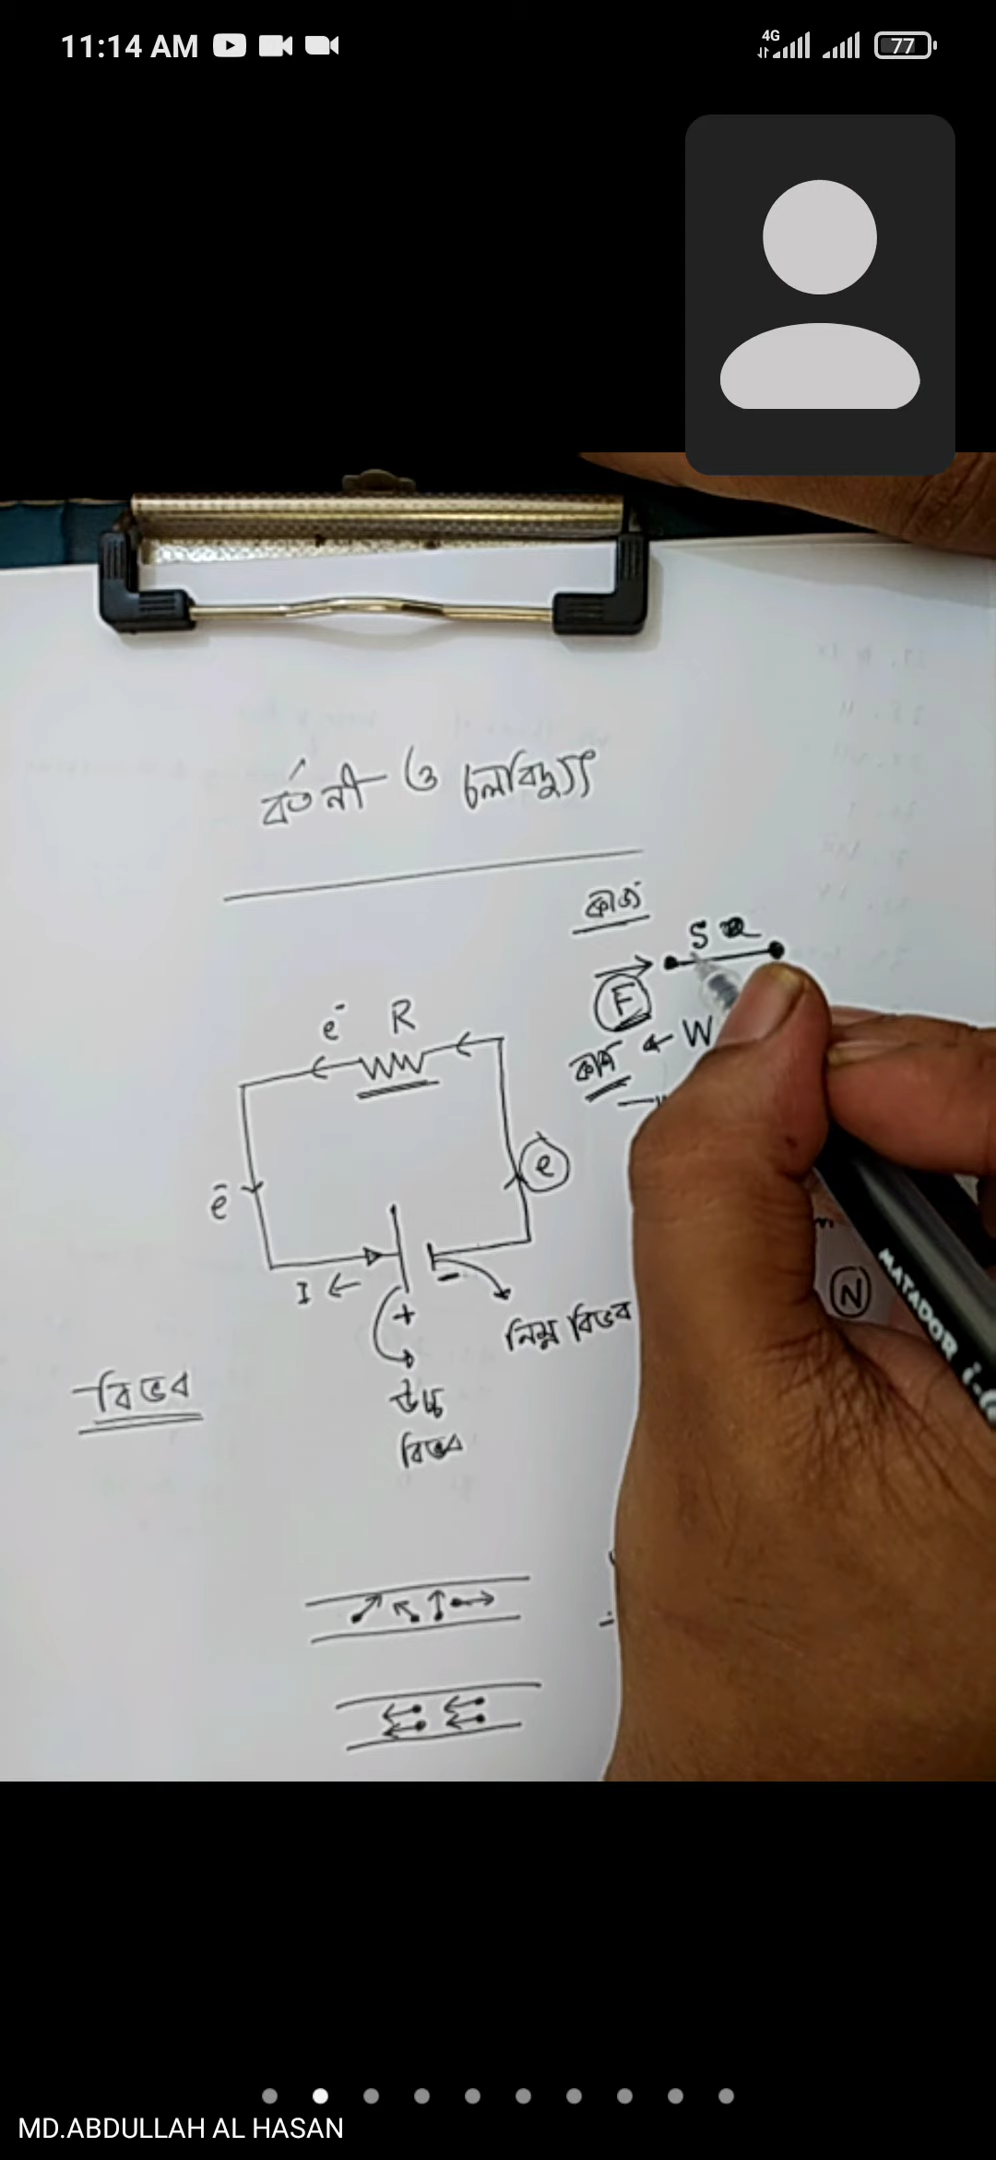 11:14 AM
4G
77
বর্তনী ও চলবিদ্যুৎ
কাজ
S
F
কাজ ← W
e⁻ R
e
e⁻
I ←
+
-
নিম্ন বিভব
উচ্চ
বিভব
বিভব
N
MATADOR i-
MD.ABDULLAH AL HASAN